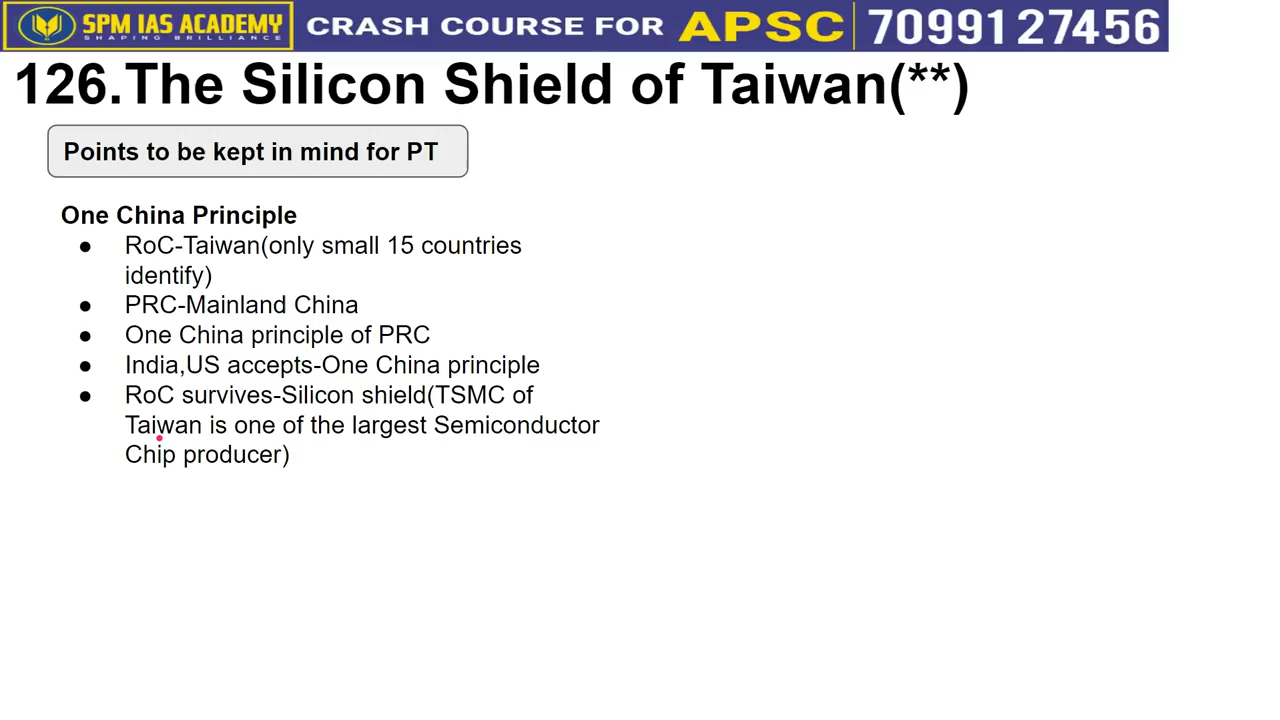 SPM IAS ACADEMY
SHAPING BRILLIANCE
CRASH COURSE FOR APSC 7099127456
126.The Silicon Shield of Taiwan(**)
Points to be kept in mind for PT
One China Principle
● RoC-Taiwan(only small 15 countries
identify)
● PRC-Mainland China
● One China principle of PRC
● India,US accepts-One China principle
● RoC survives-Silicon shield(TSMC of
Taiwan is one of the largest Semiconductor
Chip producer)